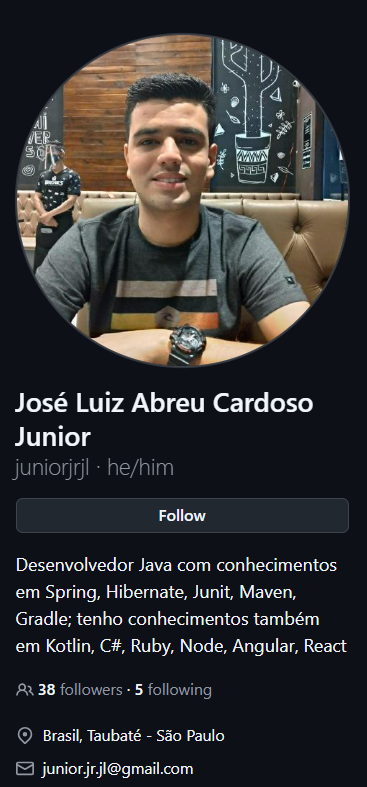 José Luiz Abreu Cardoso
Junior
juniorjrjl · he/him
Follow
Desenvolvedor Java com conhecimentos
em Spring, Hibernate, Junit, Maven,
Gradle; tenho conhecimentos também
em Kotlin, C#, Ruby, Node, Angular, React
38 followers · 5 following
Brasil, Taubaté - São Paulo
junior.jr.jl@gmail.com